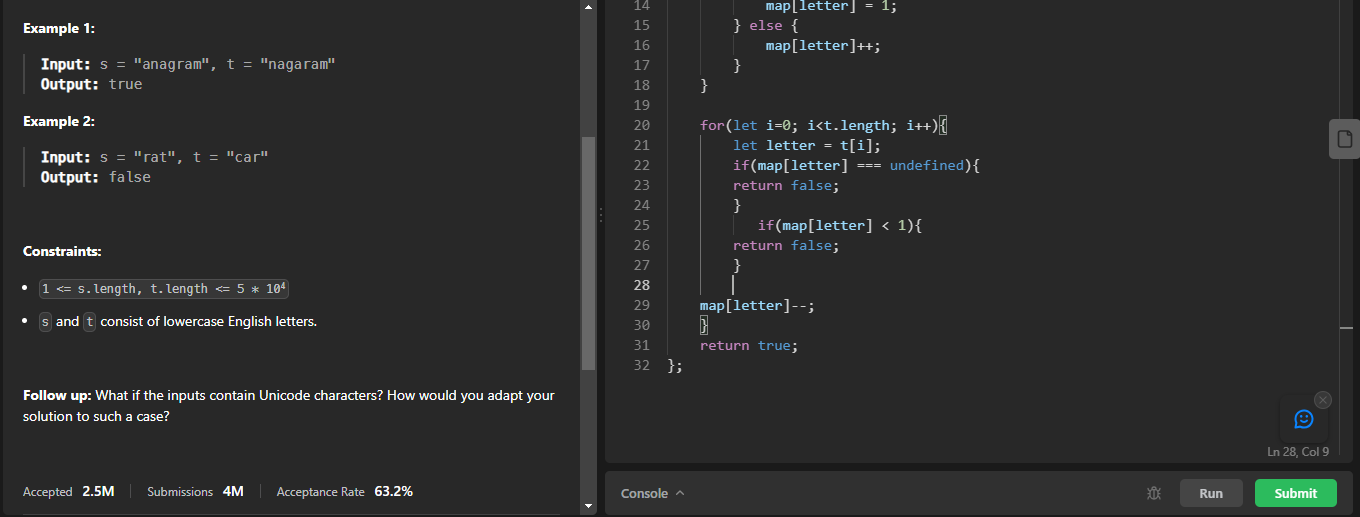 Example 1:
Input: s = "anagram", t = "nagaram"
Output: true
Example 2:
Input: s = "rat", t = "car"
Output: false
Constraints:
• 1 <= s.length, t.length <= 5 * 10⁴
• s and t consist of lowercase English letters.
Follow up: What if the inputs contain Unicode characters? How would you adapt your
solution to such a case?
Accepted 2.5M Submissions 4M Acceptance Rate 63.2%
14 map[letter] = 1;
15 } else {
16 map[letter]++;
17 }
18 }
19
20 for(let i=0; i<t.length; i++){
21 let letter = t[i];
22 if(map[letter] === undefined){
23 return false;
24 }
25 if(map[letter] < 1){
26 return false;
27 }
28
29 map[letter]--;
30 }
31 return true;
32 };
Ln 28, Col 9
Console
Run
Submit